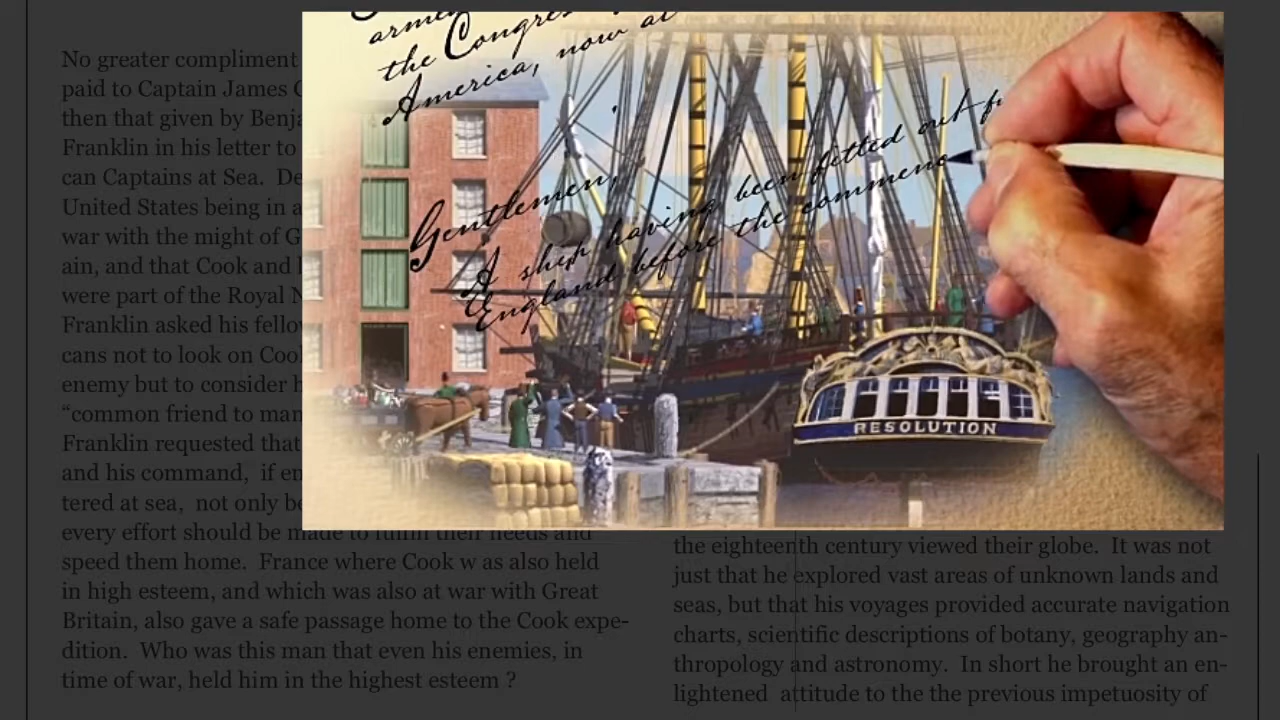 No greater compliment
paid to Captain James
then that given by
Franklin in his letter to
can Captains at Sea. De
United States being in a
war with the might of G
ain, and that Cook and
were part of the Royal N
Franklin asked his fello
cans not to look on Coo
enemy but to consider
“common friend to man
Franklin requested that
and his command, if en
tered at sea, not only be
every effort should be made to fulfill their needs and
speed them home. France where Cook w as also held
in high esteem, and which was also at war with Great
Britain, also gave a safe passage home to the Cook expe-
dition. Who was this man that even his enemies, in
time of war, held him in the highest esteem ?
the Congres
America, now at
Gentlemen,
A ship having been fitted out f
England before the commenc
RESOLUTION
the eighteenth century viewed their globe. It was not
just that he explored vast areas of unknown lands and
seas, but that his voyages provided accurate navigation
charts, scientific descriptions of botany, geography an-
thropology and astronomy. In short he brought an en-
lightened attitude to the the previous impetuosity of